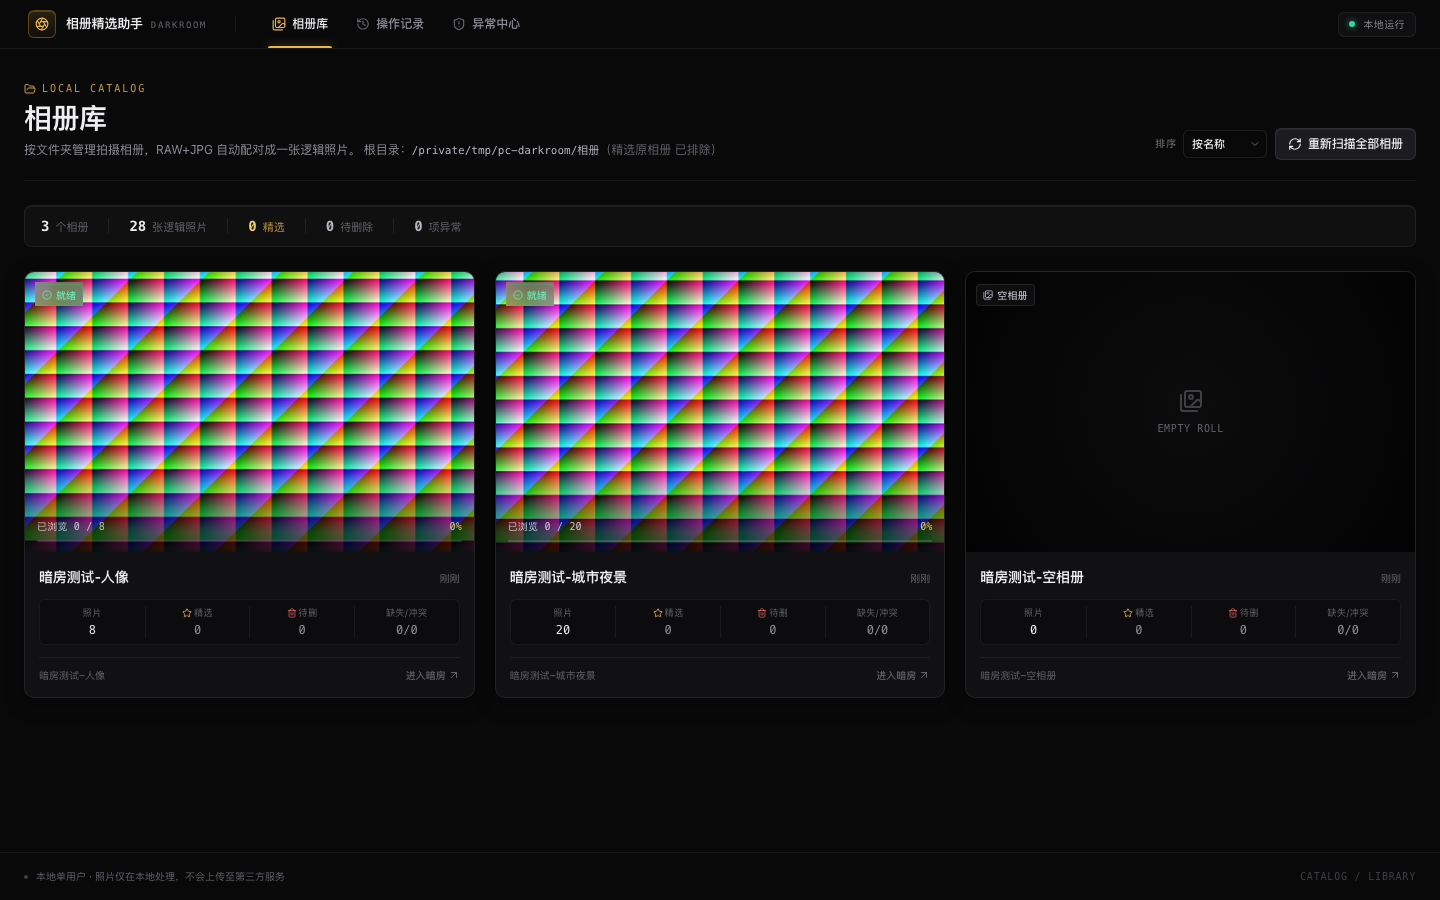 相册精选助手 DARKROOM 相册库 操作记录 异常中心 本地运行
LOCAL CATALOG
相册库
按文件夹管理拍摄相册，RAW+JPG 自动配对成一张逻辑照片。 根目录：/private/tmp/pc-darkroom/相册（精选原相册 已排除）
排序 按名称 重新扫描全部相册
3 个相册 28 张逻辑照片 0 精选 0 待删除 0 项异常
就绪
已浏览 0 / 8 0%
暗房测试-人像 刚刚
照片 精选 待删 缺失/冲突
8 0 0 0/0
暗房测试-人像 进入暗房
就绪
已浏览 0 / 20 0%
暗房测试-城市夜景 刚刚
照片 精选 待删 缺失/冲突
20 0 0 0/0
暗房测试-城市夜景 进入暗房
空相册
EMPTY ROLL
暗房测试-空相册 刚刚
照片 精选 待删 缺失/冲突
0 0 0 0/0
暗房测试-空相册 进入暗房
本地单用户 · 照片仅在本地处理，不会上传至第三方服务 CATALOG / LIBRARY